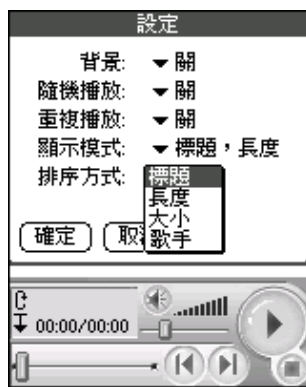 設定
背景: 關
隨機播放: 關
重複播放: 關
顯示模式: 標題，長度
排序方式: 標題
長度
大小
歌手
確定
00:00/00:00